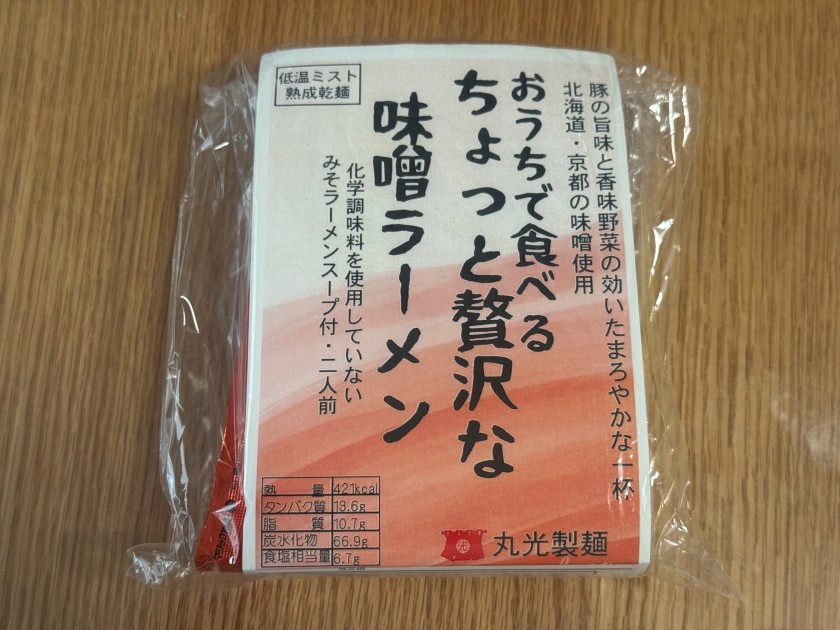 豚の旨味と香味野菜の効いたまろやかな一杯
北海道・京都の味噌使用
おうちで食べる
ちょっと贅沢な
味噌ラーメン
化学調味料を使用していない
みそラーメンスープ付・二人前
低温ミスト
熟成乾麺
熱量 421kcal
タンパク質 13.6g
脂質 10.7g
炭水化物 66.9g
食塩相当量 6.7g
丸光製麺